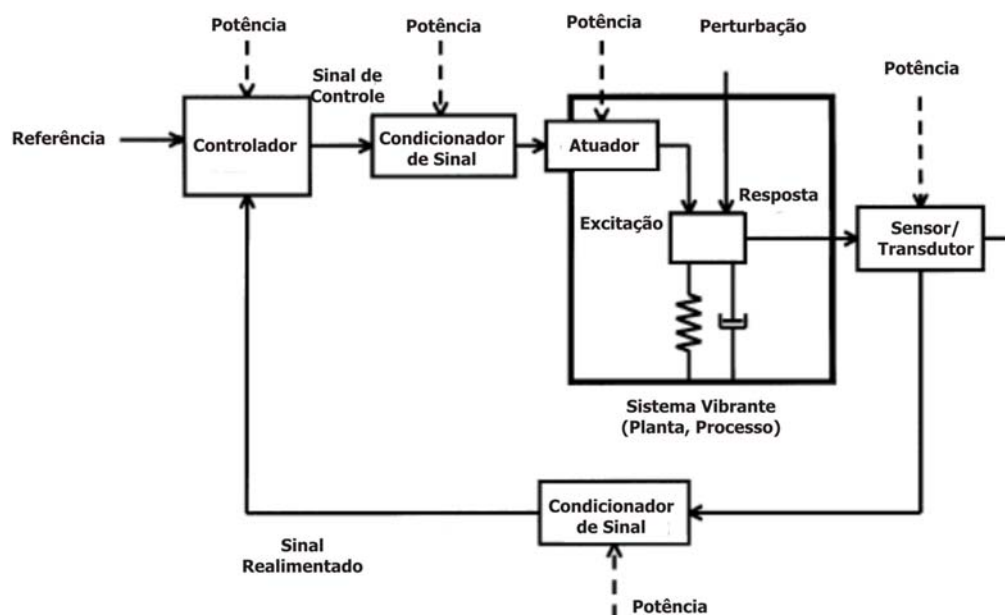 Potência
Potência
Potência
Perturbação
Potência
Sinal de
Controle
Referência
Controlador
Condicionador
de Sinal
Atuador
Resposta
Excitação
Sensor/
Transdutor
Sistema Vibrante
(Planta, Processo)
Condicionador
de Sinal
Sinal
Realimentado
Potência